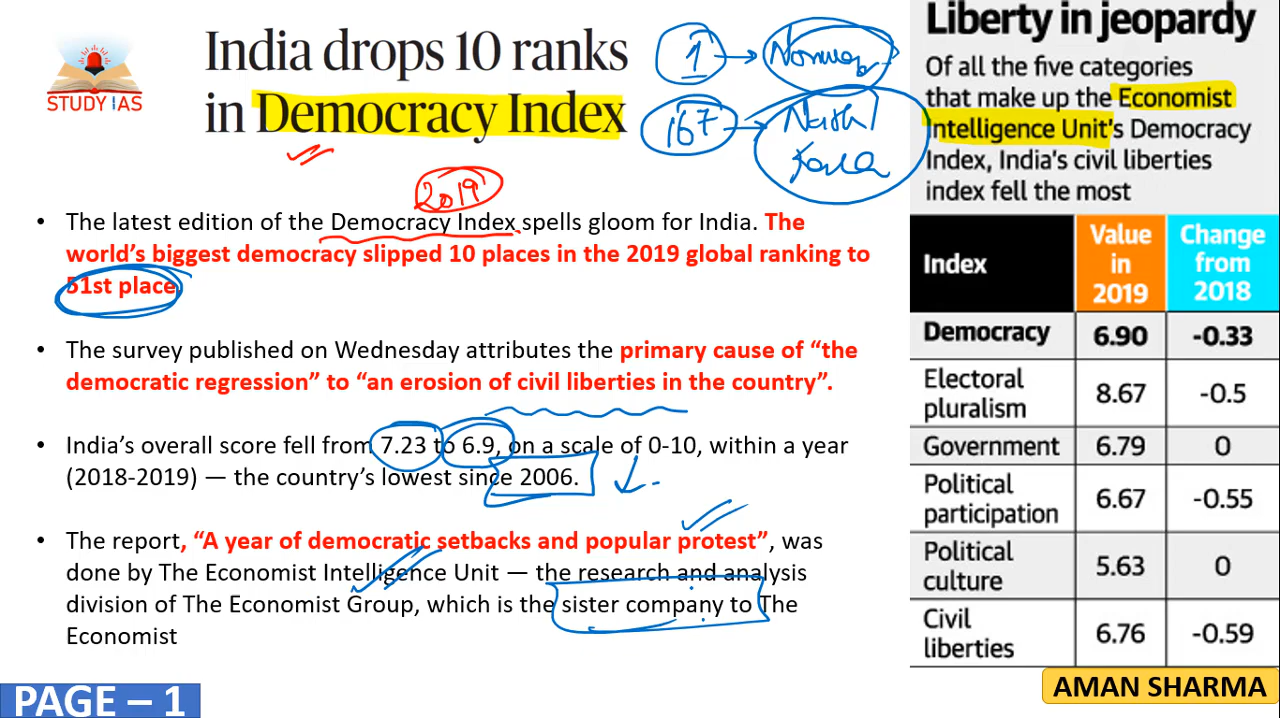 STUDY IAS
India drops 10 ranks
in Democracy Index
1 → Norway
167 → North
Korea
2019
• The latest edition of the Democracy Index spells gloom for India. The
world's biggest democracy slipped 10 places in the 2019 global ranking to
51st place
• The survey published on Wednesday attributes the primary cause of “the
democratic regression” to “an erosion of civil liberties in the country”.
• India's overall score fell from 7.23 to 6.9, on a scale of 0-10, within a year
(2018-2019) — the country's lowest since 2006.
• The report, “A year of democratic setbacks and popular protest”, was
done by The Economist Intelligence Unit — the research and analysis
division of The Economist Group, which is the sister company to The
Economist
PAGE – 1
Liberty in jeopardy
Of all the five categories
that make up the Economist
Intelligence Unit's Democracy
Index, India's civil liberties
index fell the most
Index Value in 2019 Change from 2018
Democracy 6.90 -0.33
Electoral pluralism 8.67 -0.5
Government 6.79 0
Political participation 6.67 -0.55
Political culture 5.63 0
Civil liberties 6.76 -0.59
AMAN SHARMA